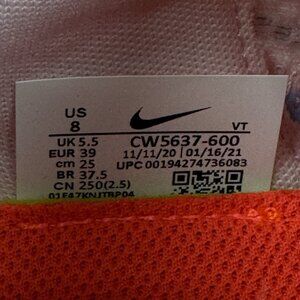 US
8
VT
UK 5.5
CW5637-600
EUR 39
11/11/20 01/16/21
cm 25
UPC 00194274736083
BR 37.5
CN 250(2.5)
01F47KNJTBP04